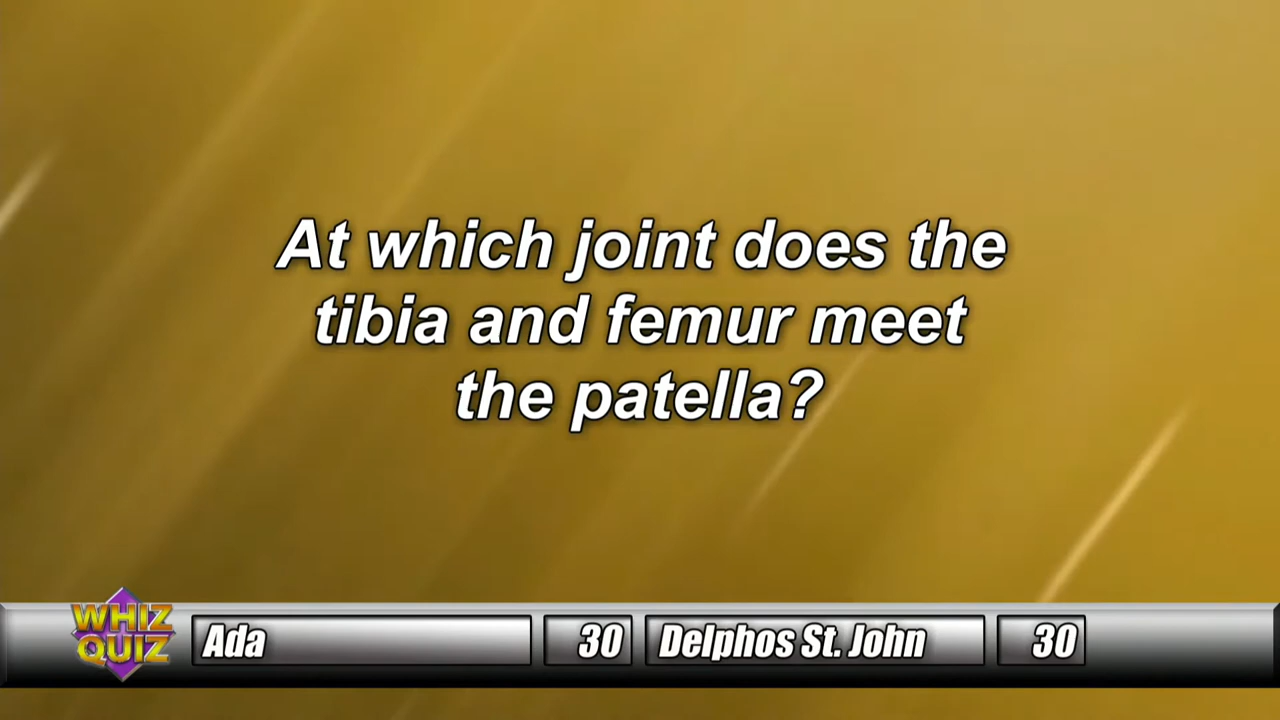 At which joint does the
tibia and femur meet
the patella?
WHIZ
QUIZ
Ada 30 Delphos St. John 30